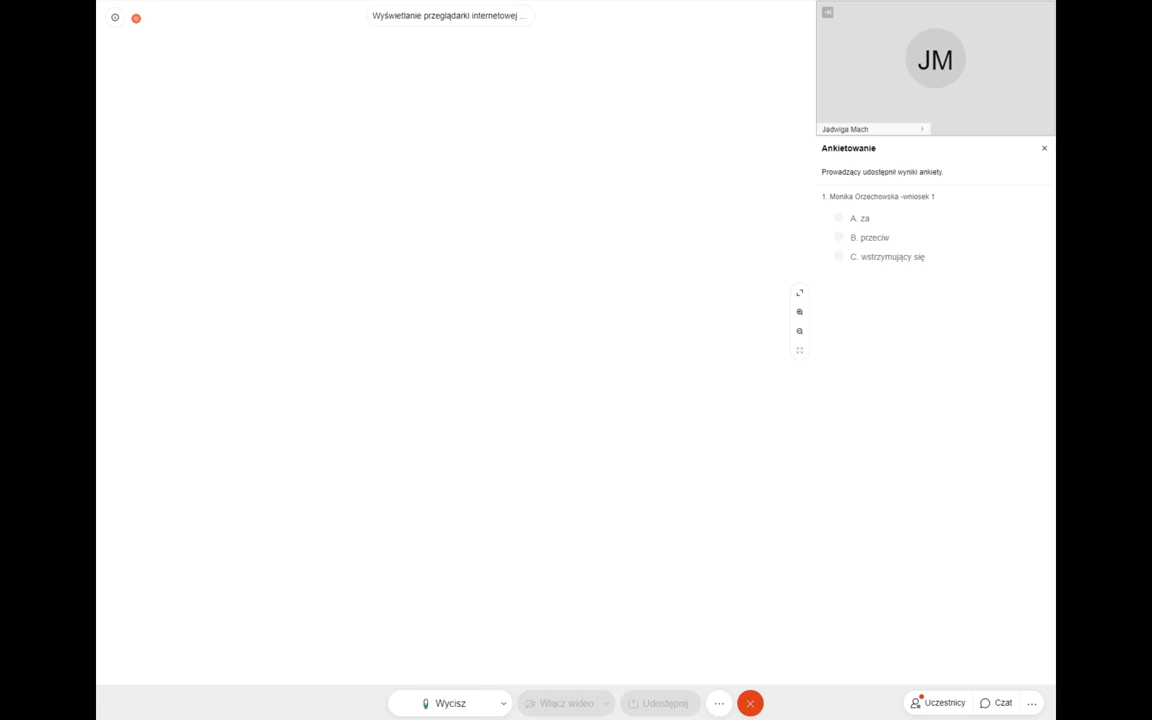 Wyświetlanie przeglądarki internetowej ...
JM
Jadwiga Mach
Ankietowanie
Prowadzący udostępnił wyniki ankiety.
1. Monika Orzechowska -wniosek 1
A. za
B. przeciw
C. wstrzymujący się
Wycisz
Włącz wideo
Udostępnij
Uczestnicy
Czat